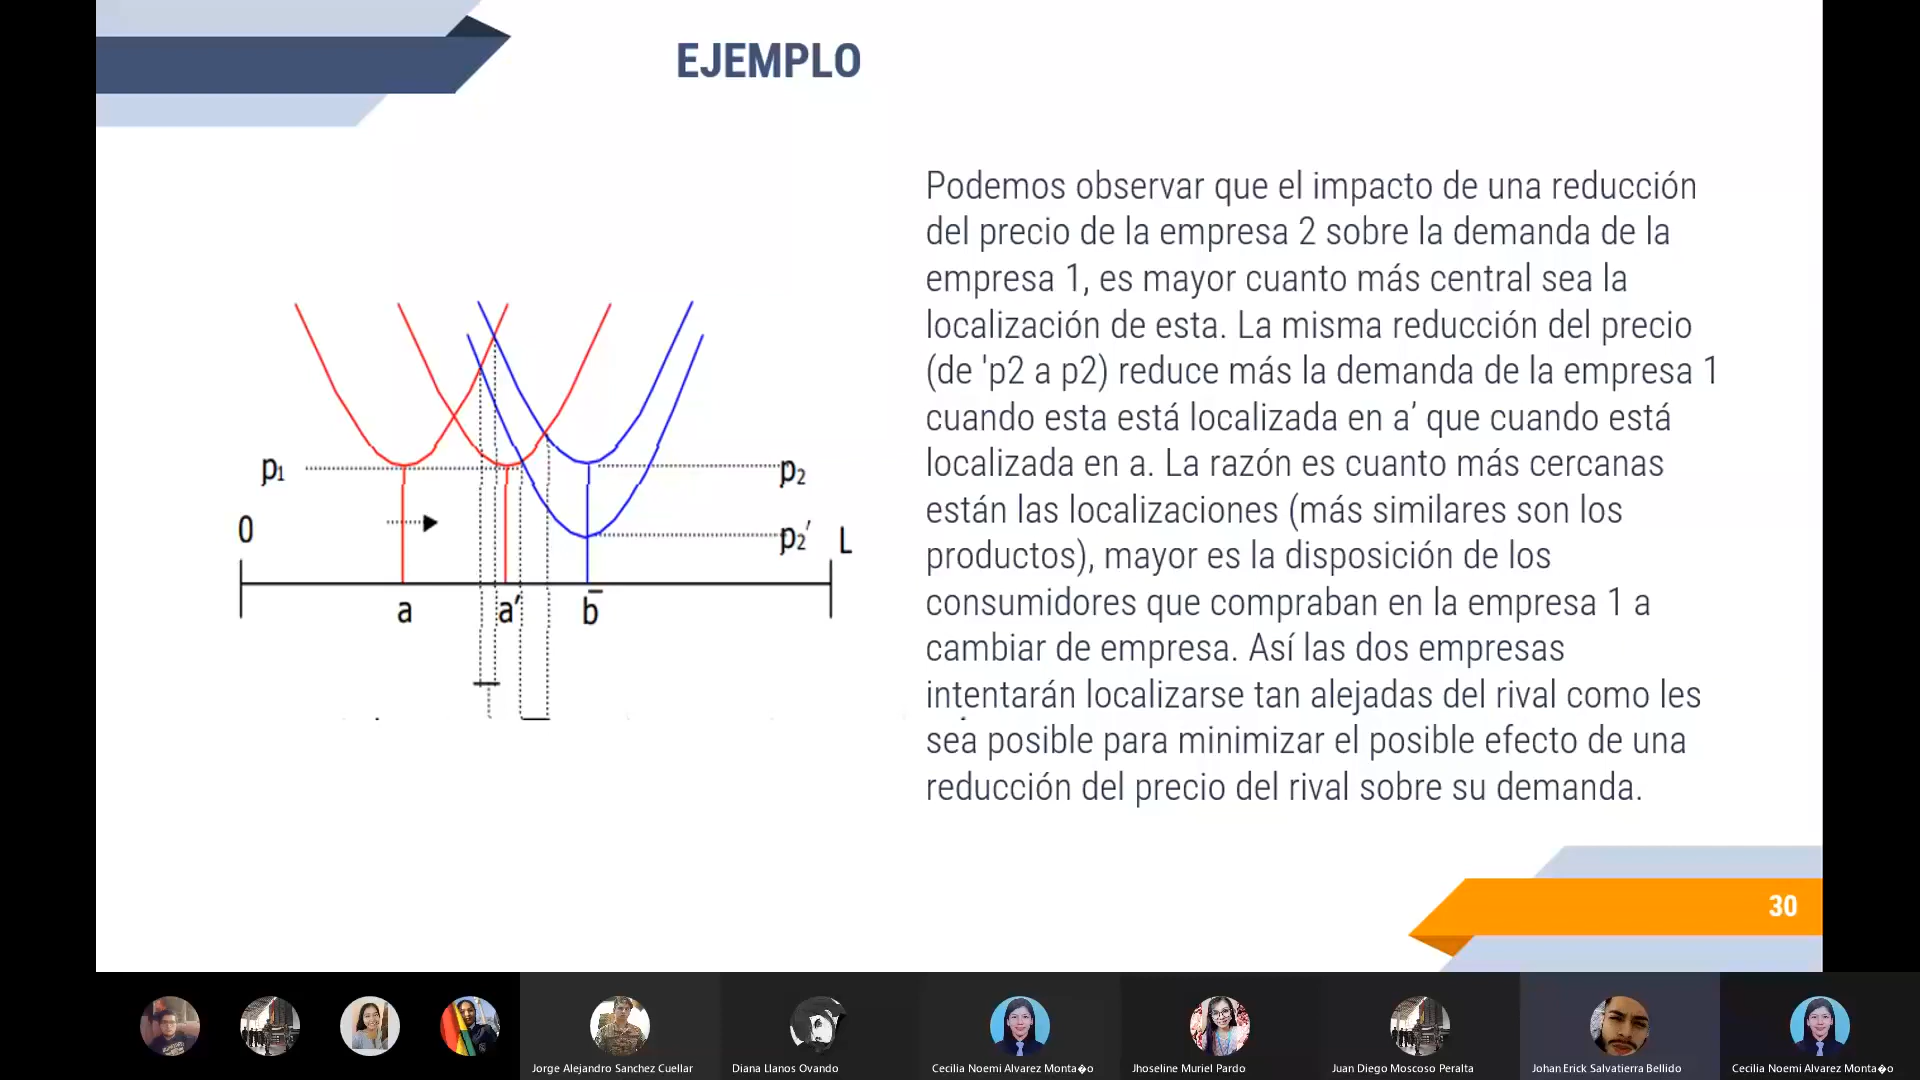 EJEMPLO
Podemos observar que el impacto de una reducción
del precio de la empresa 2 sobre la demanda de la
empresa 1, es mayor cuanto más central sea la
localización de esta. La misma reducción del precio
(de 'p2 a p2) reduce más la demanda de la empresa 1
cuando esta está localizada en a’ que cuando está
localizada en a. La razón es cuanto más cercanas
están las localizaciones (más similares son los
productos), mayor es la disposición de los
consumidores que compraban en la empresa 1 a
cambiar de empresa. Así las dos empresas
intentarán localizarse tan alejadas del rival como les
sea posible para minimizar el posible efecto de una
reducción del precio del rival sobre su demanda.
p₁
p₂
0
p₂′
L
a
a′
b̄
30
Jorge Alejandro Sanchez Cuellar
Diana Llanos Ovando
Cecilia Noemi Alvarez Monta�o
Jhoseline Muriel Pardo
Juan Diego Moscoso Peralta
Johan Erick Salvatierra Bellido
Cecilia Noemi Alvarez Monta�o